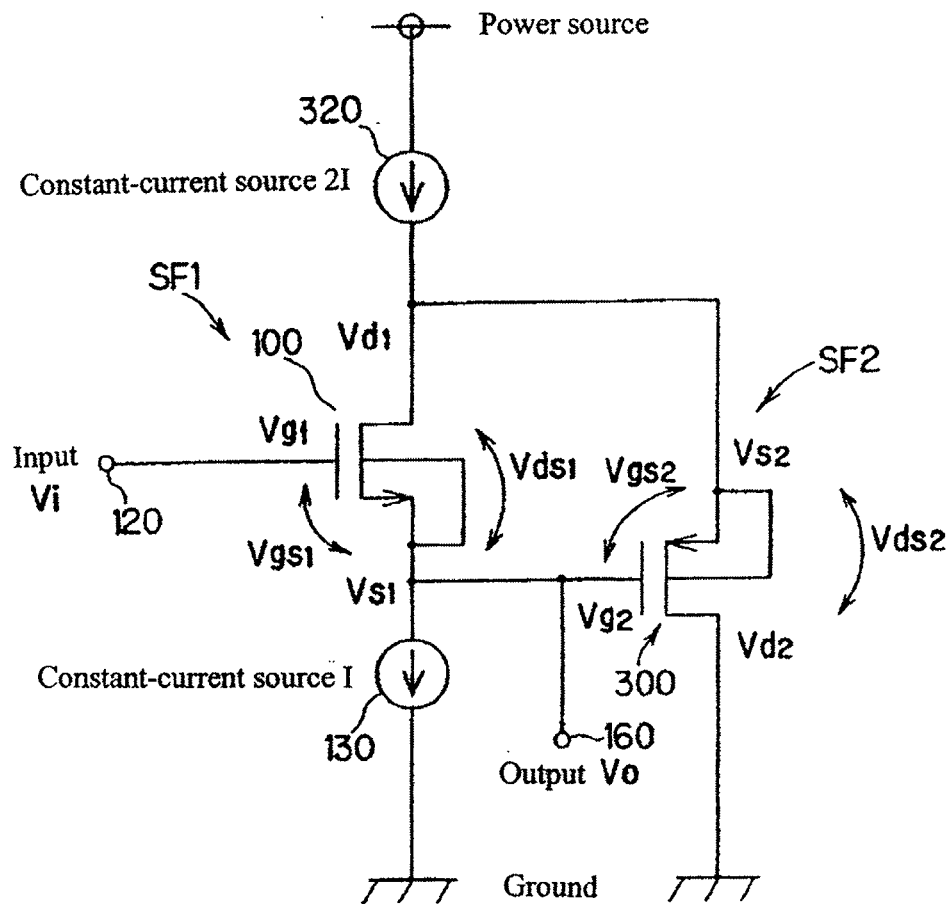 Power source
320
Constant-current source 2I
SF1
Vd1
100
SF2
Vg1
Vs2
Input
Vi
120
Vds1
Vgs2
Vds2
Vgs1
Vs1
Vg2
Vd2
300
Constant-current source I
130
160
Output Vo
Ground